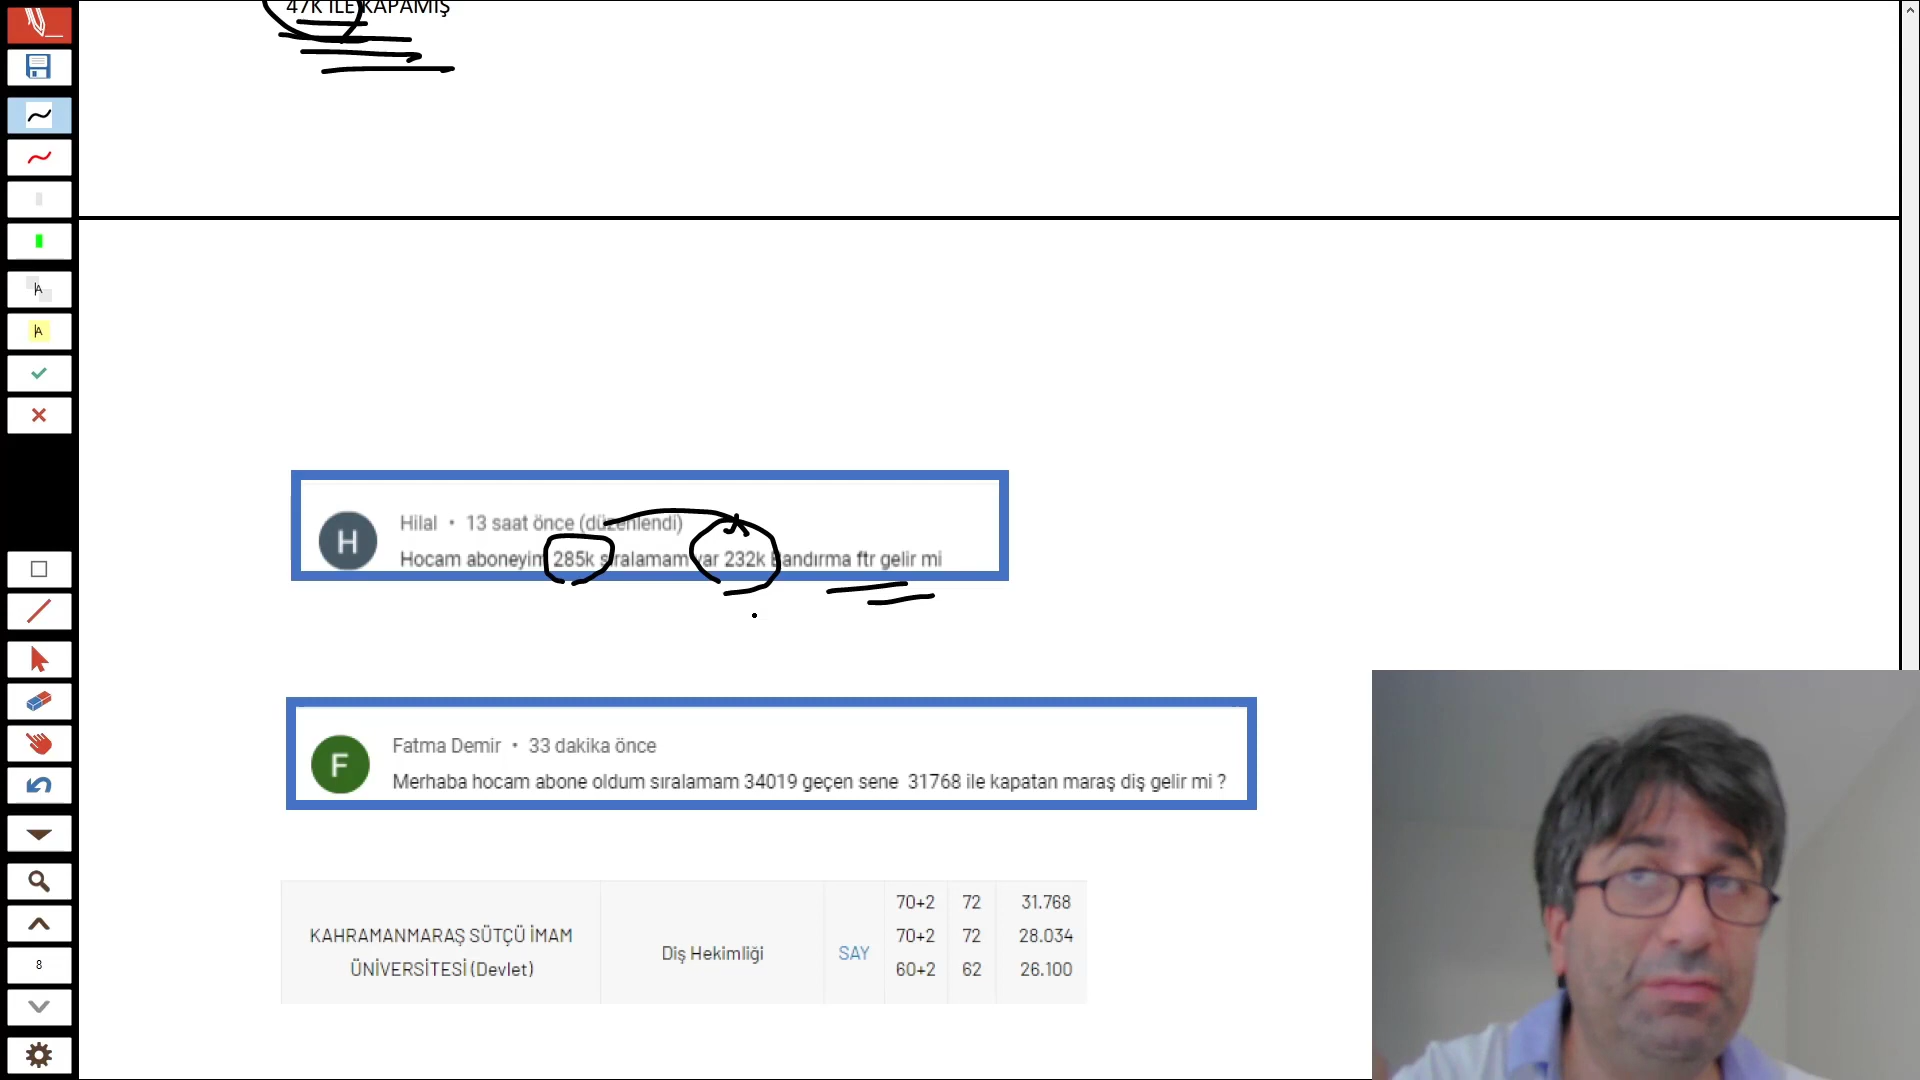 47K İLE KAPAMIŞ
H
Hilal • 13 saat önce (düzenlendi)
Hocam aboneyim 285k sıralamam var 232k Bandırma ftr gelir mi
F
Fatma Demir • 33 dakika önce
Merhaba hocam abone oldum sıralamam 34019 geçen sene 31768 ile kapatan maraş diş gelir mi ?
KAHRAMANMARAŞ SÜTÇÜ İMAM
ÜNİVERSİTESİ (Devlet)
Diş Hekimliği
SAY
70+2 72 31.768
70+2 72 28.034
60+2 62 26.100
A
A
8